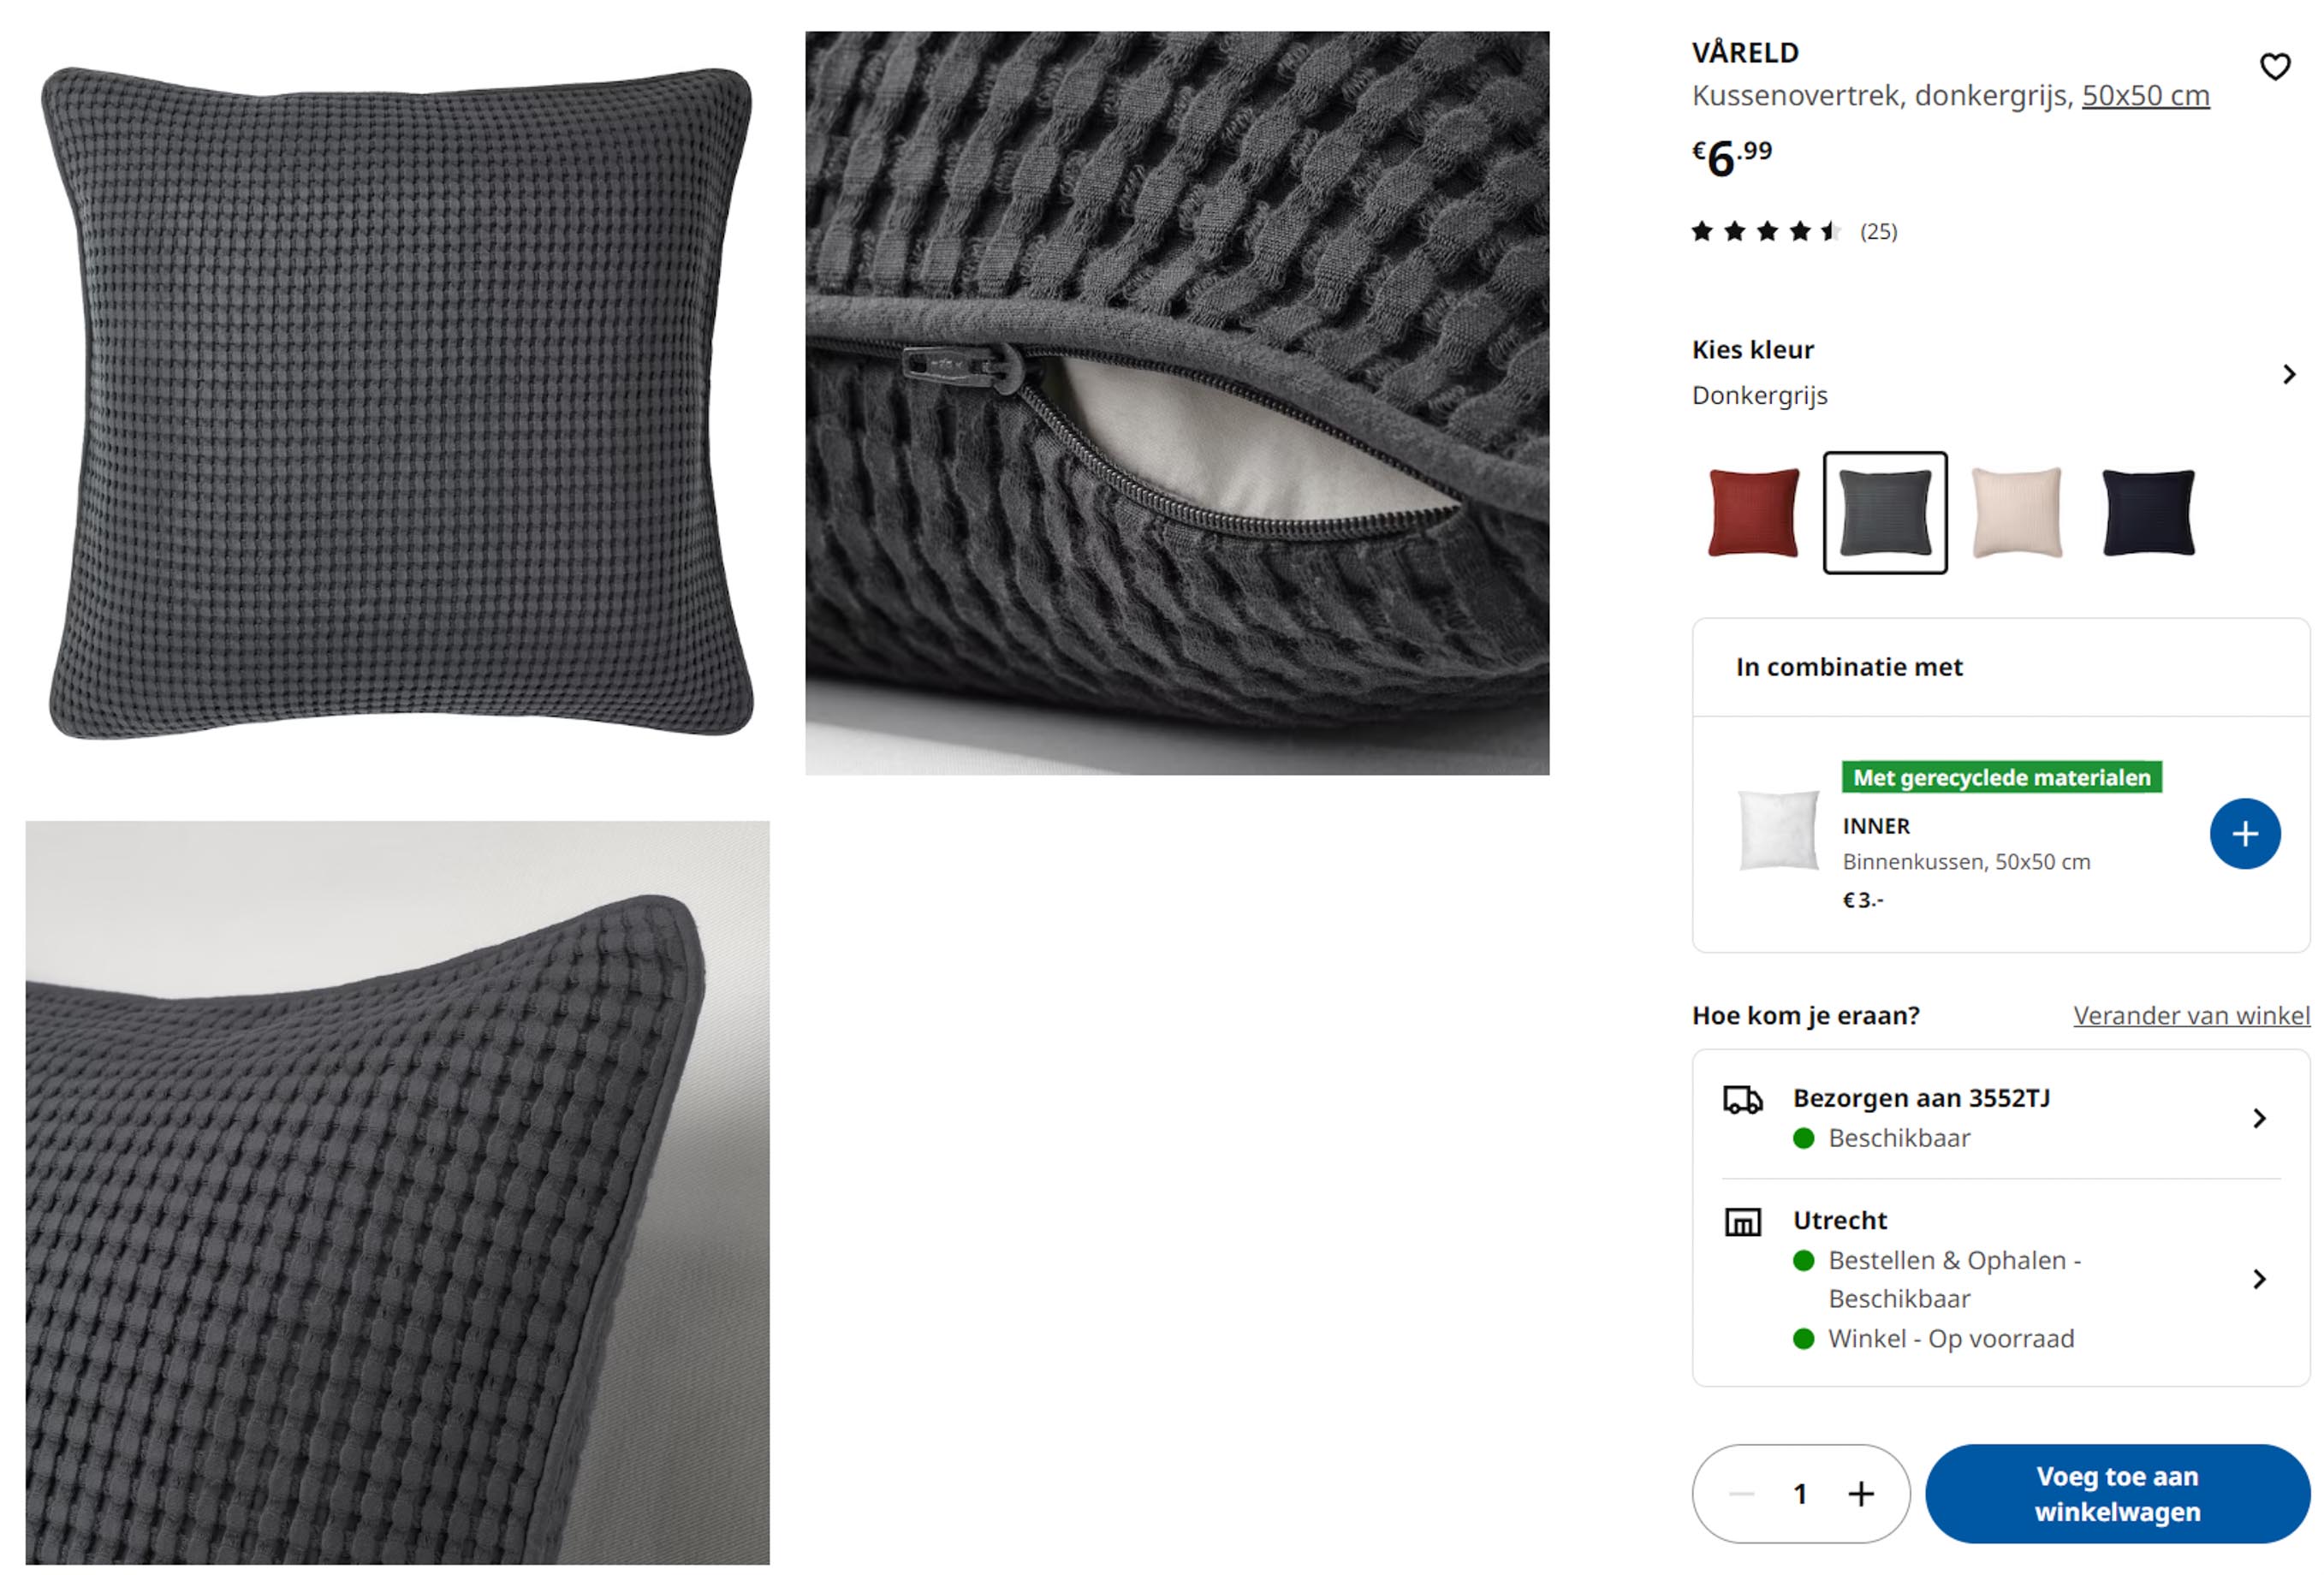 VÅRELD
Kussenovertrek, donkergrijs, 50x50 cm
€6.99
(25)
Kies kleur
Donkergrijs
In combinatie met
Met gerecyclede materialen
INNER
Binnenkussen, 50x50 cm
€ 3.-
Hoe kom je eraan?
Verander van winkel
Bezorgen aan 3552TJ
Beschikbaar
Utrecht
Bestellen & Ophalen -
Beschikbaar
Winkel - Op voorraad
1
Voeg toe aan
winkelwagen